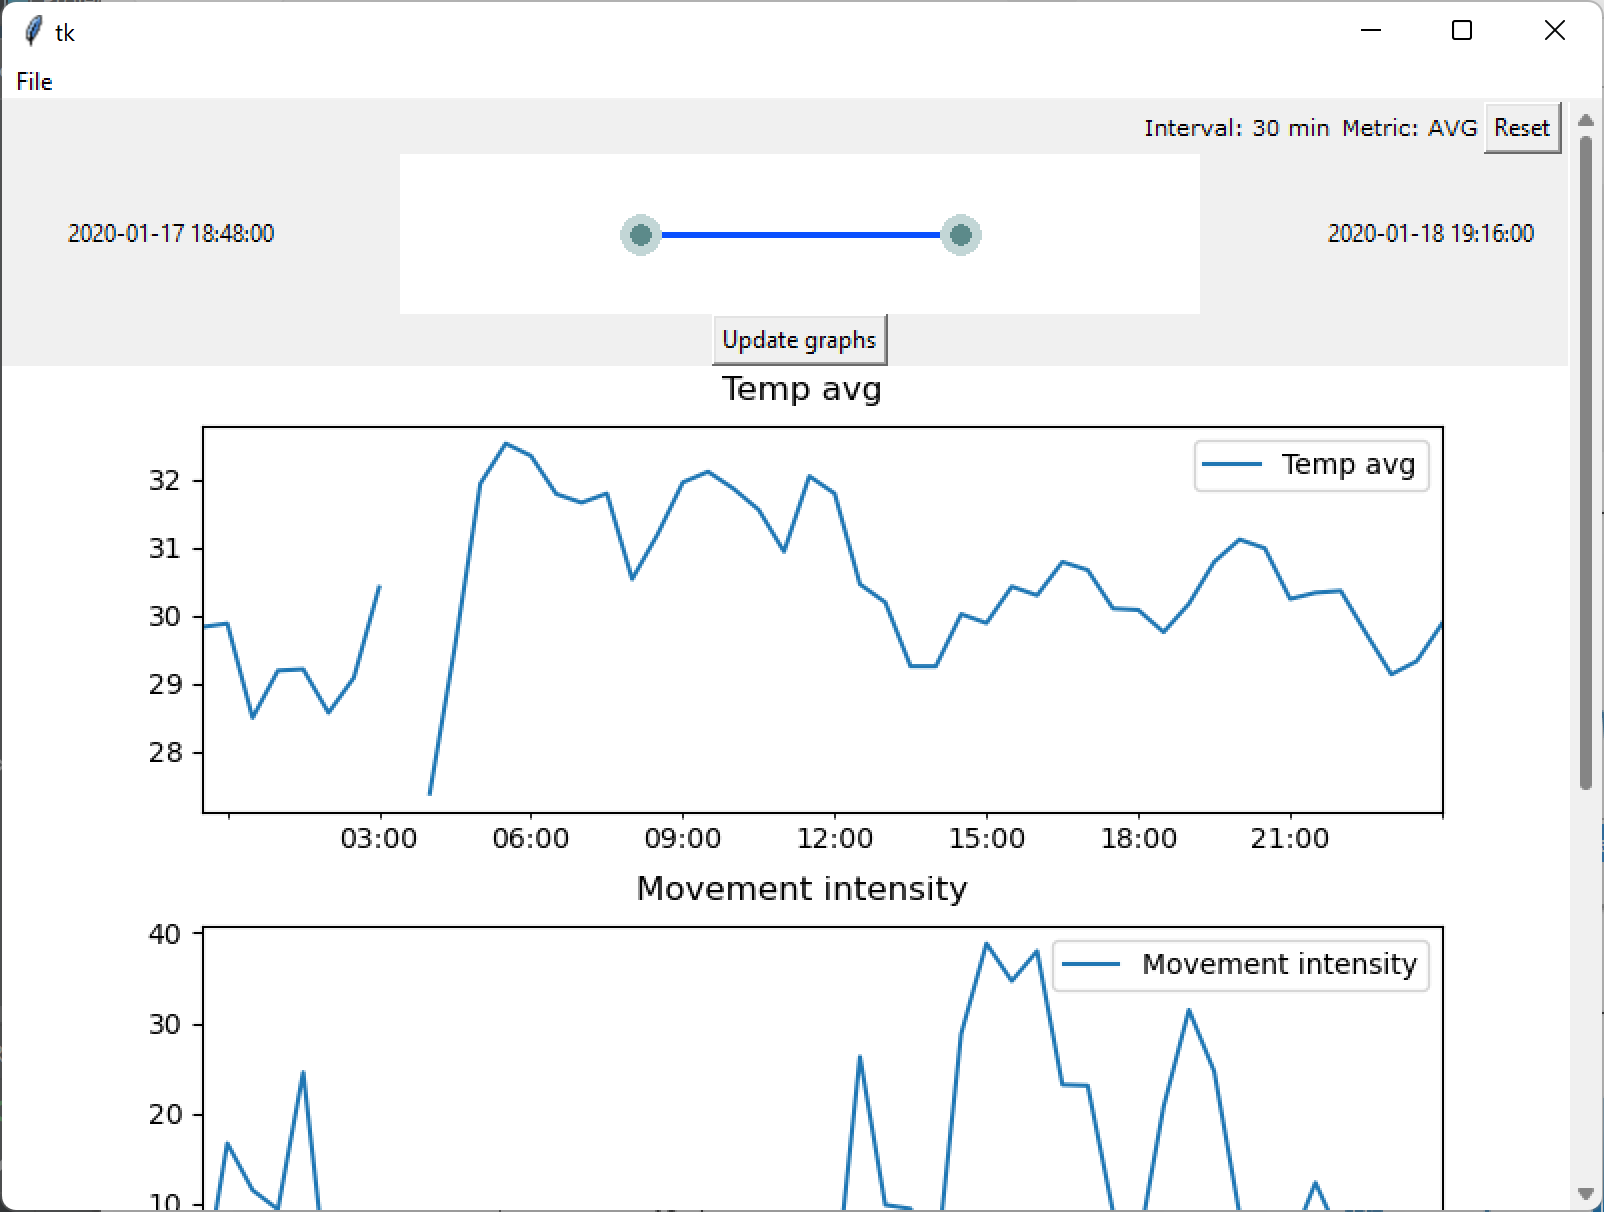 tk
File
Interval: 30 min Metric: AVG Reset
2020-01-17 18:48:00
2020-01-18 19:16:00
Update graphs
Temp avg
Temp avg
32
31
30
29
28
03:00 06:00 09:00 12:00 15:00 18:00 21:00
Movement intensity
Movement intensity
40
30
20
10